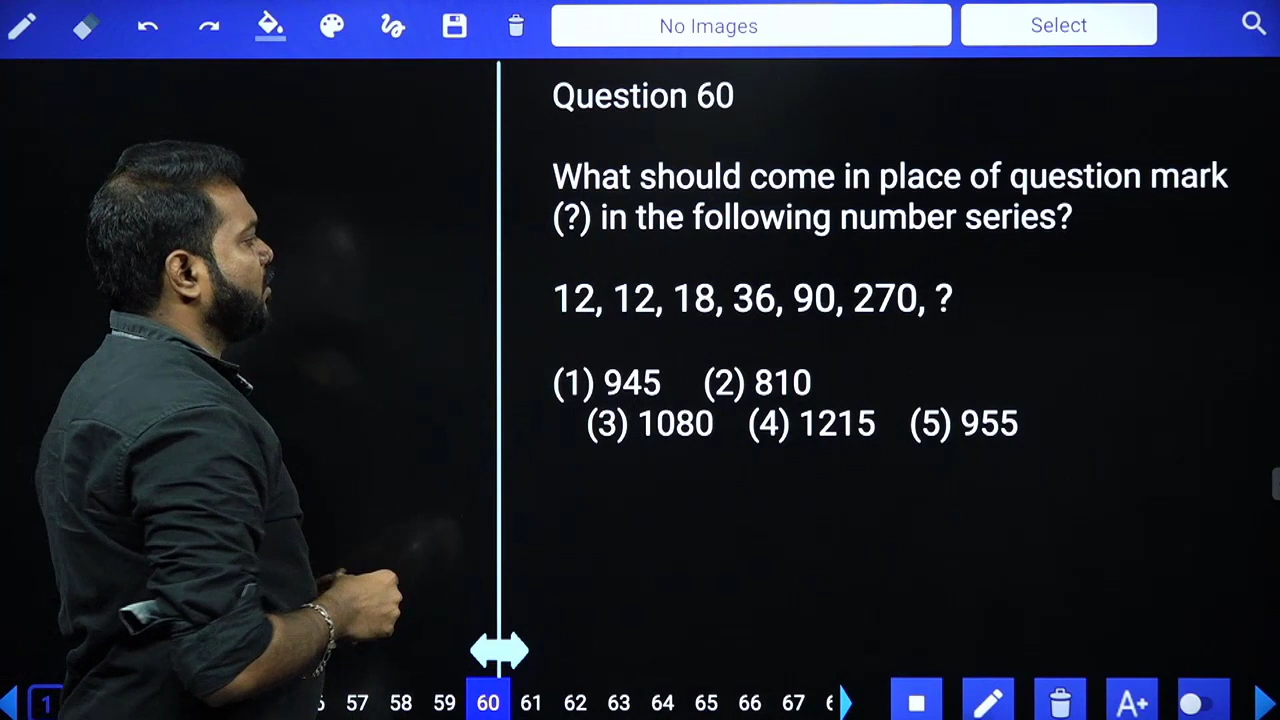 No Images
Select
Question 60
What should come in place of question mark
(?) in the following number series?
12, 12, 18, 36, 90, 270, ?
(1) 945 (2) 810
(3) 1080 (4) 1215 (5) 955
1 57 58 59 60 61 62 63 64 65 66 67
A+